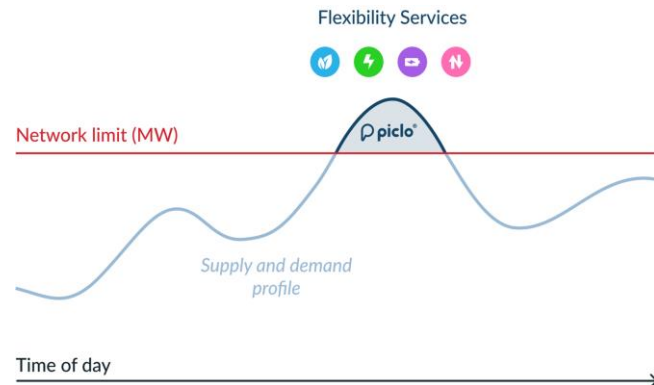 Flexibility Services
Network limit (MW)
piclo®
Supply and demand
profile
Time of day